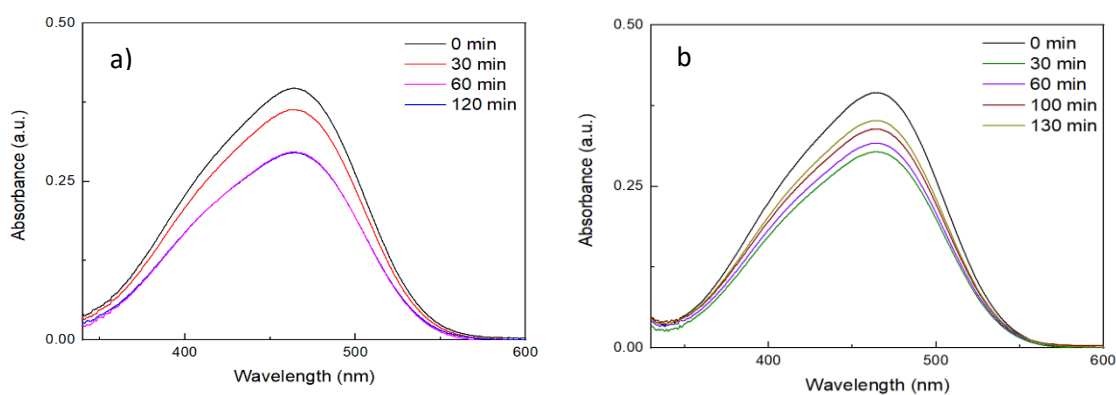 a)
0.50
0.25
0.00
Absorbance (a.u.)
0 min
30 min
60 min
120 min
400
500
600
Wavelength (nm)
b
0.50
0.25
0.00
Absorbance (a.u.)
0 min
30 min
60 min
100 min
130 min
400
500
600
Wavelength (nm)